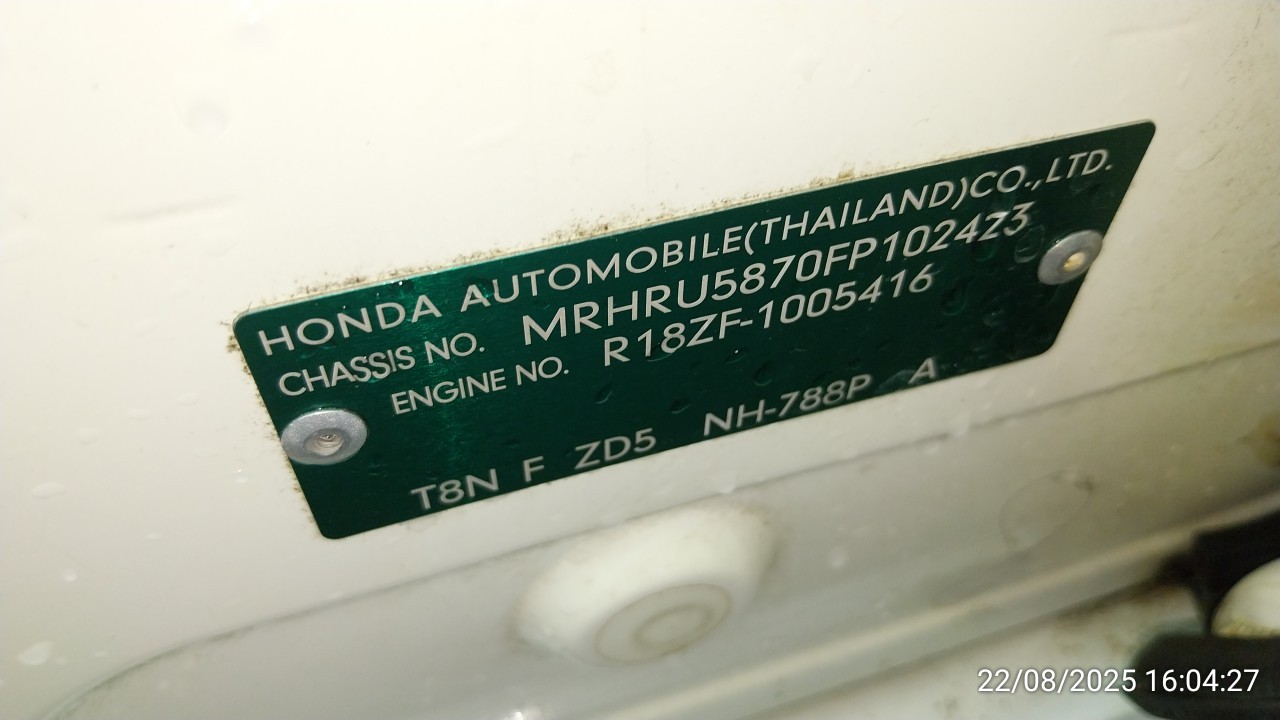 HONDA AUTOMOBILE(THAILAND)CO.,LTD.
CHASSIS NO. MRHRU5870FP102423
ENGINE NO. R18ZF-1005416
T8N F ZD5 NH-788P A
22/08/2025 16:04:27